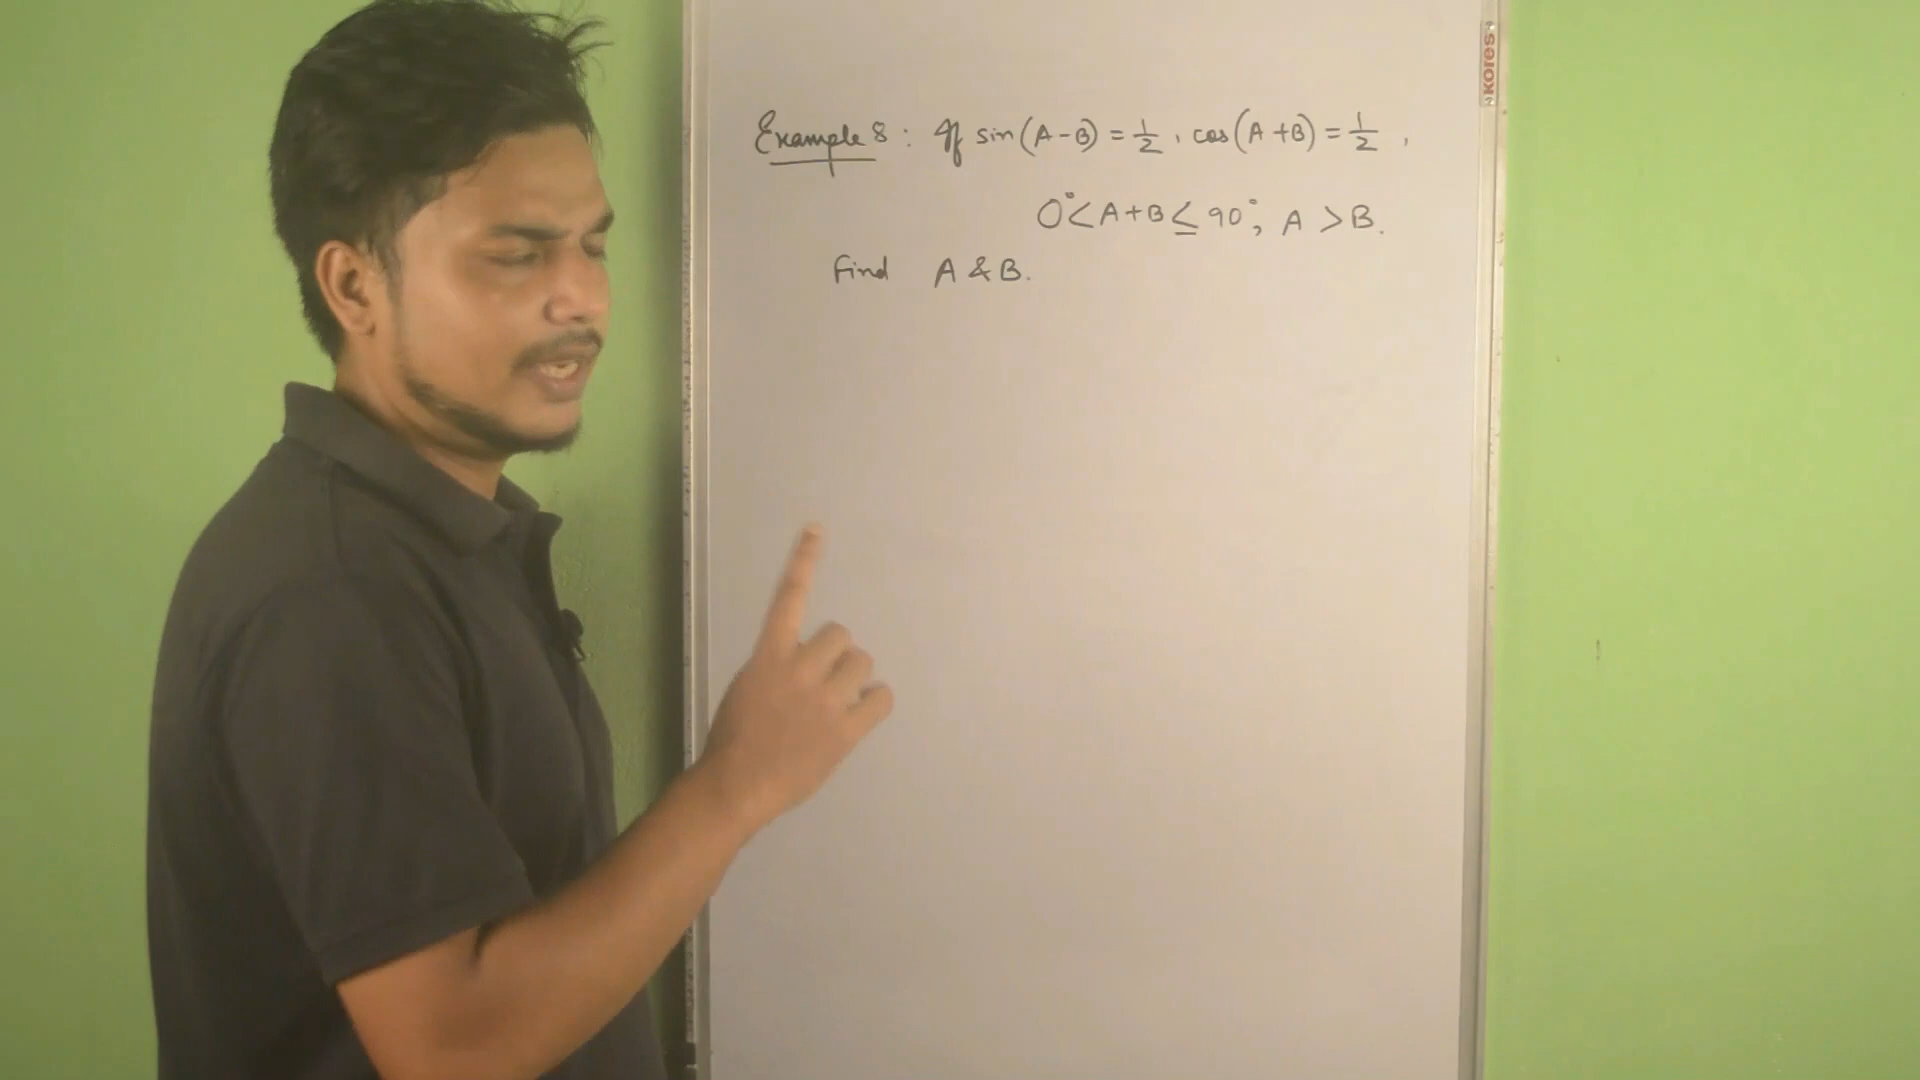 Example 8 : If sin(A-B) = 1/2, cos(A+B) = 1/2,
0°<A+B≤90°; A>B.
Find A & B.
kores